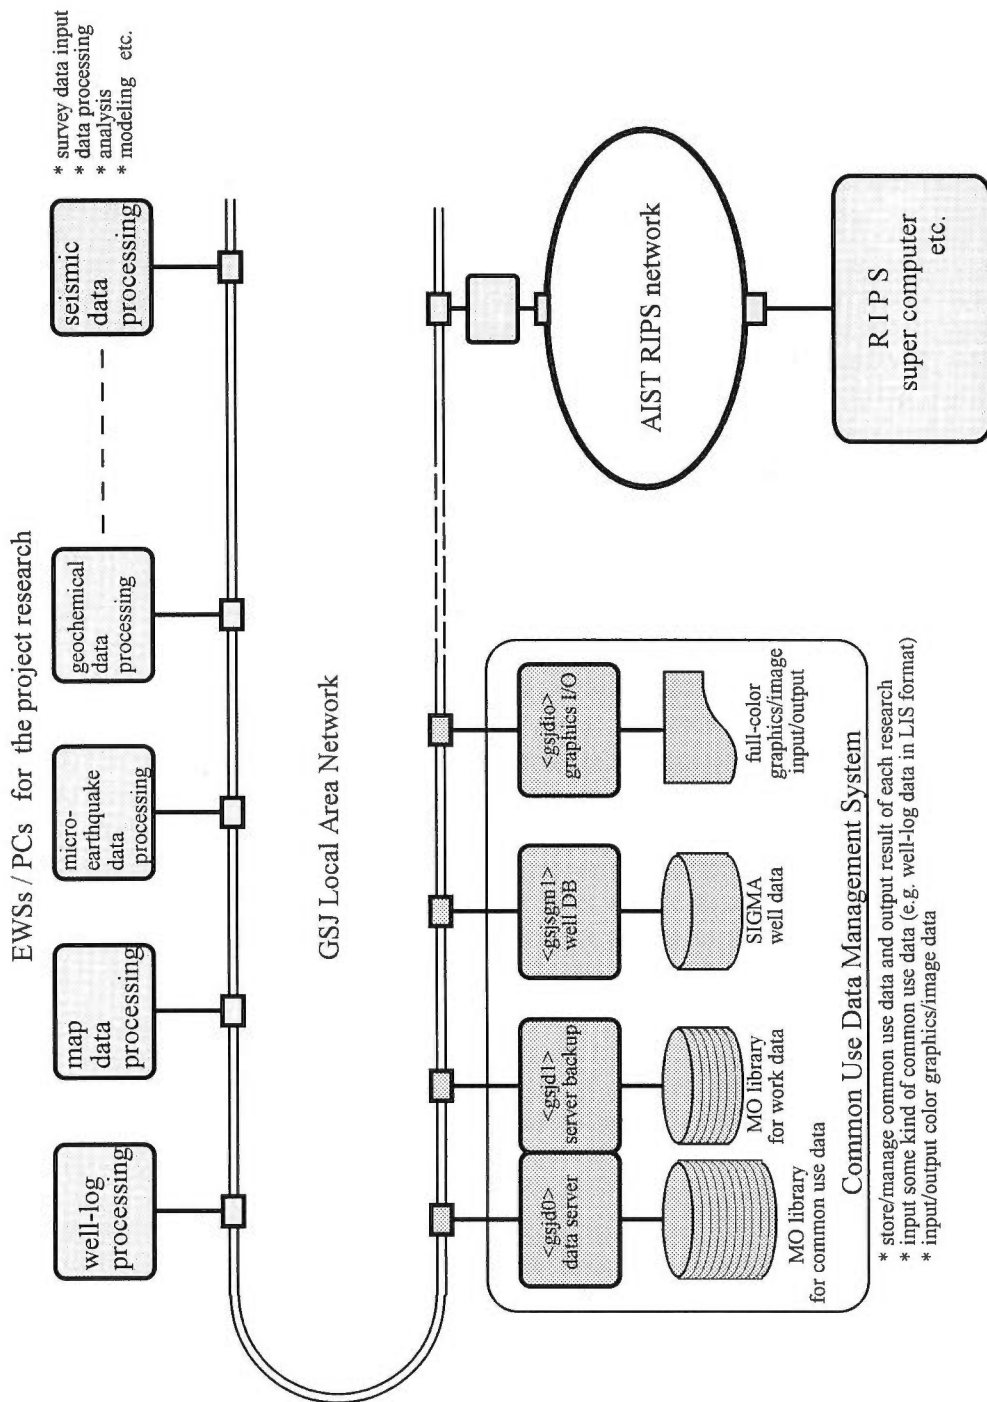 EWSs / PCs for the project research
well-log
processing
map
data
processing
micro-
earthquake
data
processing
geochemical
data
processing
seismic
data
processing
* survey data input
* data processing
* analysis
* modeling etc.
GSJ Local Area Network
<gsjd0>
data server
<gsjd1>
server backup
<gsjsgm1>
well DB
<gsjdio>
graphics I/O
MO library
for common use data
MO library
for work data
SIGMA
well data
full-color
graphics/image
input/output
Common Use Data Management System
* store/manage common use data and output result of each research
* input some kind of common use data (e.g. well-log data in LIS format)
* input/output color graphics/image data
AIST RIPS network
R I P S
super computer
etc.